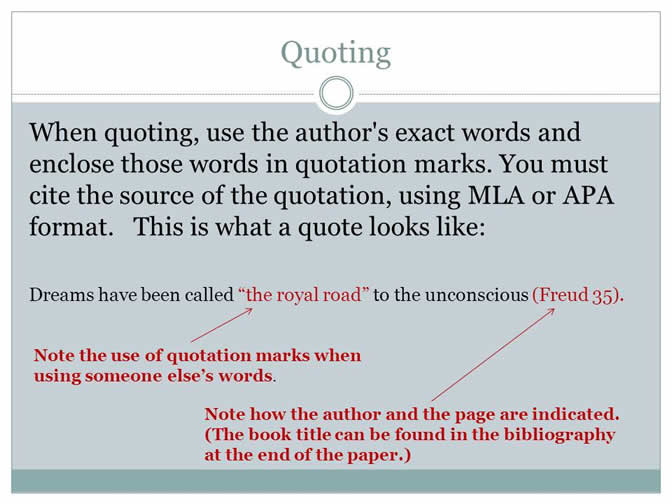 Quoting
When quoting, use the author's exact words and
enclose those words in quotation marks. You must
cite the source of the quotation, using MLA or APA
format.   This is what a quote looks like:
Dreams have been called “the royal road” to the unconscious (Freud 35).
Note the use of quotation marks when
using someone else’s words.
Note how the author and the page are indicated.
(The book title can be found in the bibliography
at the end of the paper.)